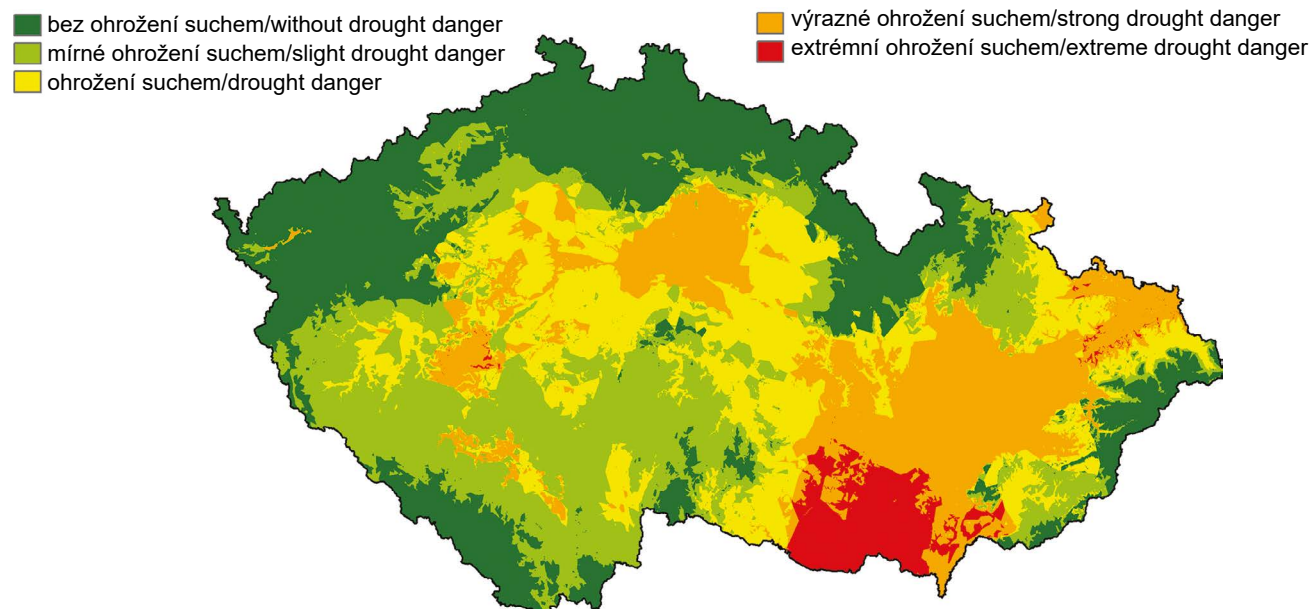 bez ohrožení suchem/without drought danger
mírné ohrožení suchem/slight drought danger
ohrožení suchem/drought danger
výrazné ohrožení suchem/strong drought danger
extrémní ohrožení suchem/extreme drought danger